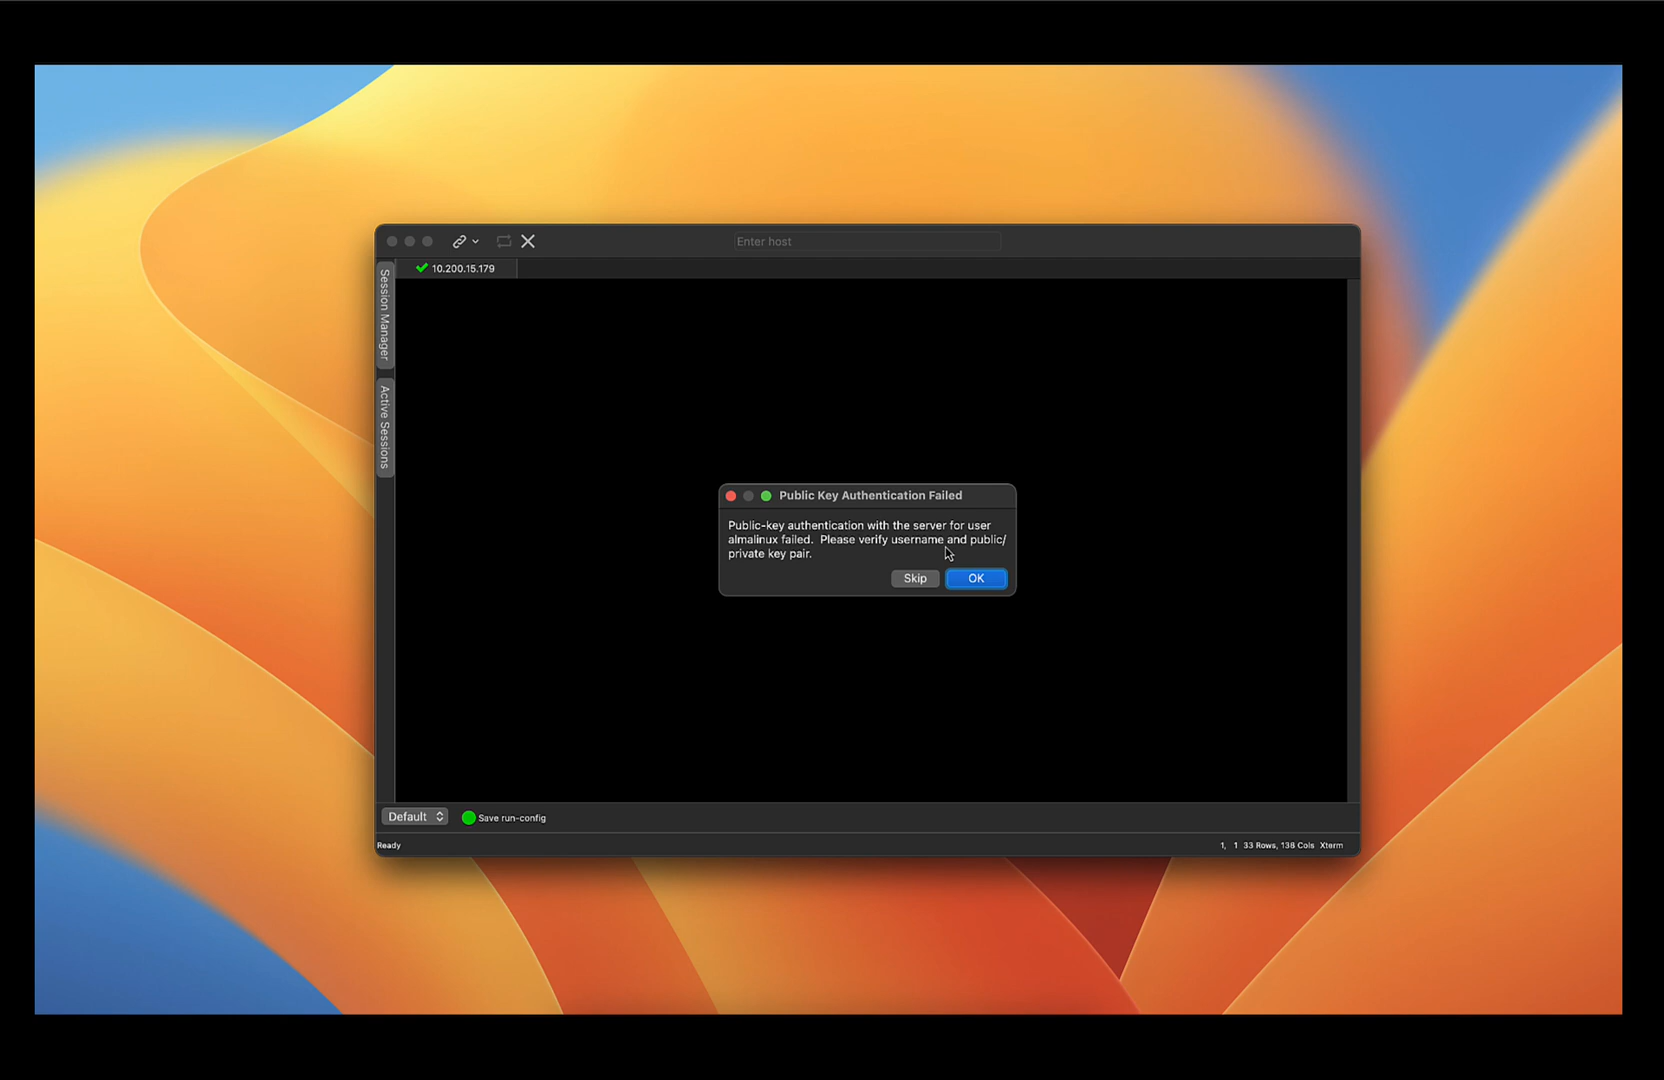 Enter host
10.200.15.179
Session Manager
Active Sessions
Public Key Authentication Failed
Public-key authentication with the server for user
almalinux failed.  Please verify username and public/
private key pair.
Skip
OK
Default
Save run-config
Ready
1, 1 33 Rows, 138 Cols Xterm